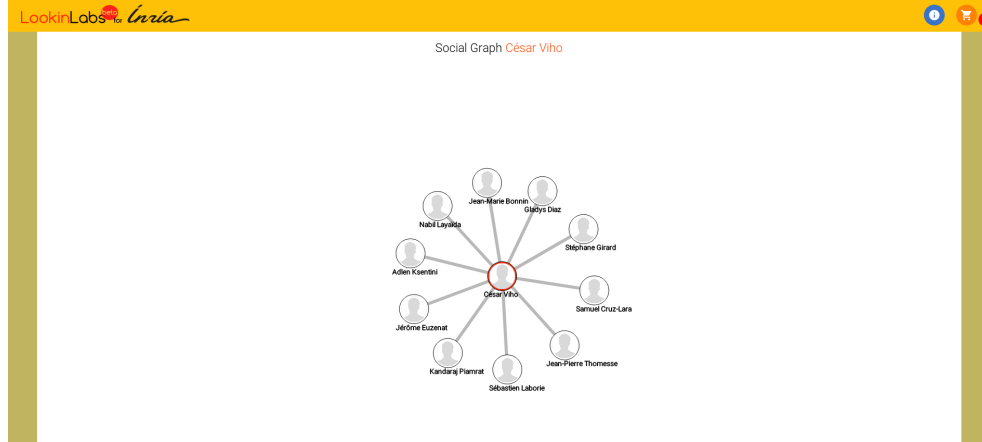 LookinLabs beta for Inria
Social Graph César Viho
Jean-Marie Bonnin
Gladys Diaz
Nabil Layaïda
Stéphane Girard
Adlen Ksentini
César Viho
Samuel Cruz-Lara
Jérôme Euzenat
Jean-Pierre Thomesse
Kandaraj Piamrat
Sébastien Laborie